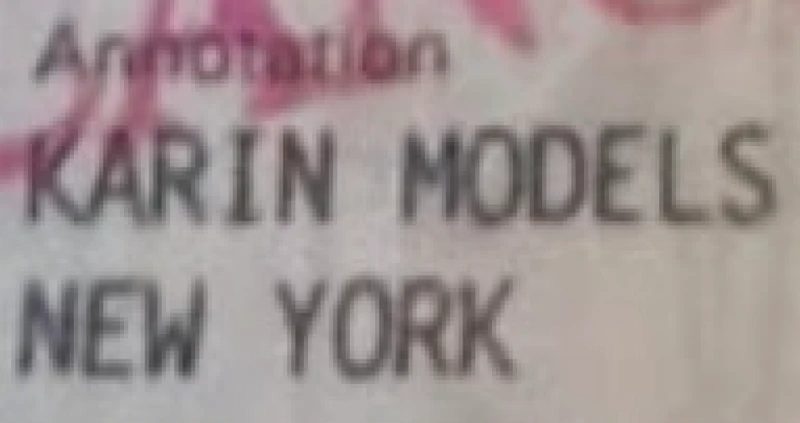 Annotation
KARIN MODELS
NEW YORK